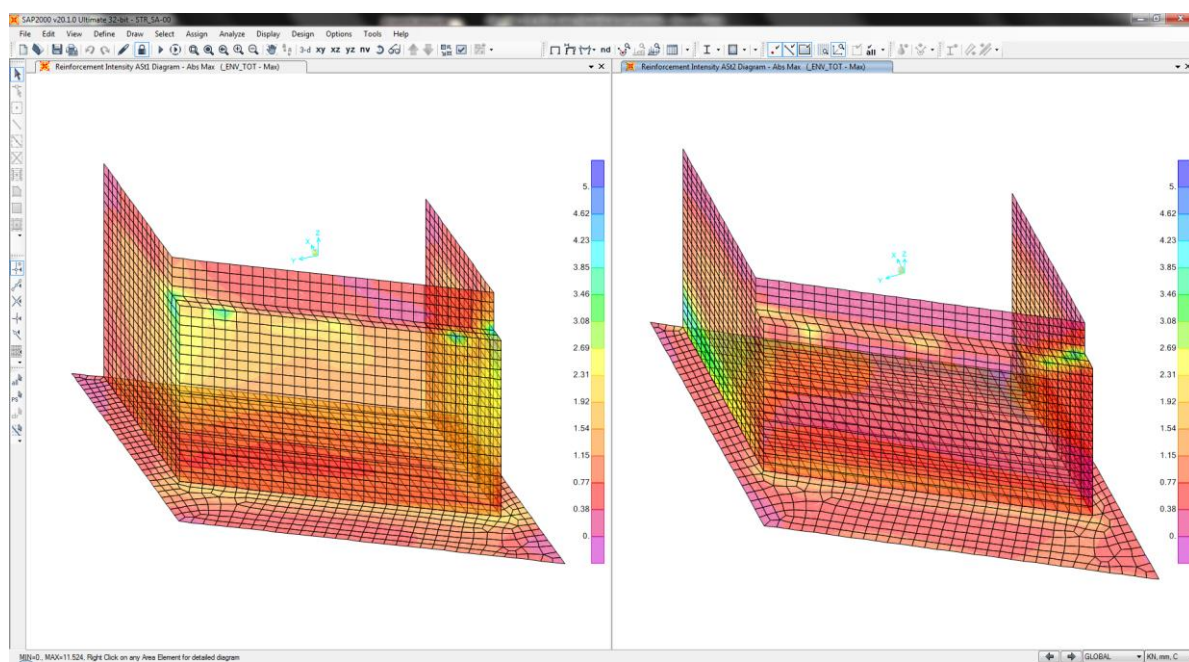 SAP2000 v20.1.0 Ultimate 32-bit - STR_SA-00
File Edit View Define Draw Select Assign Analyze Display Design Options Tools Help
3-d xy xz yz nv nd all
Reinforcement Intensity ASt1 Diagram - Abs Max (_ENV_TOT - Max)
Reinforcement Intensity ASt2 Diagram - Abs Max (_ENV_TOT - Max)
5.
4.62
4.23
3.85
3.46
3.08
2.69
2.31
1.92
1.54
1.15
0.77
0.38
0.
Z
X
Y
5.
4.62
4.23
3.85
3.46
3.08
2.69
2.31
1.92
1.54
1.15
0.77
0.38
0.
Z
X
Y
all
PS
MIN=0., MAX=11.524, Right Click on any Area Element for detailed diagram
GLOBAL
KN, mm, C